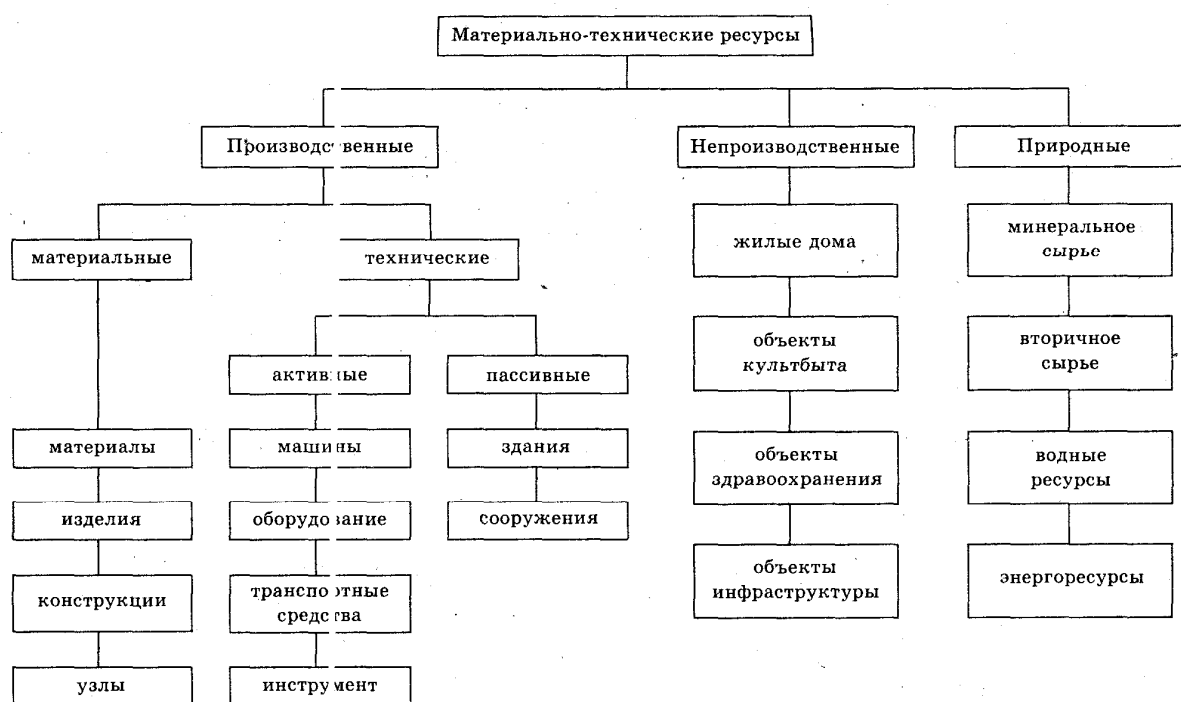 Материально-технические ресурсы
Производственные
Непроизводственные
Природные
материальные
технические
жилые дома
минеральное
сырье
активные
пассивные
объекты
культбыта
вторичное
сырье
материалы
машины
здания
объекты
здравоохранения
водные
ресурсы
изделия
оборудование
сооружения
конструкции
транспортные
средства
объекты
инфраструктуры
энергоресурсы
узлы
инструмент